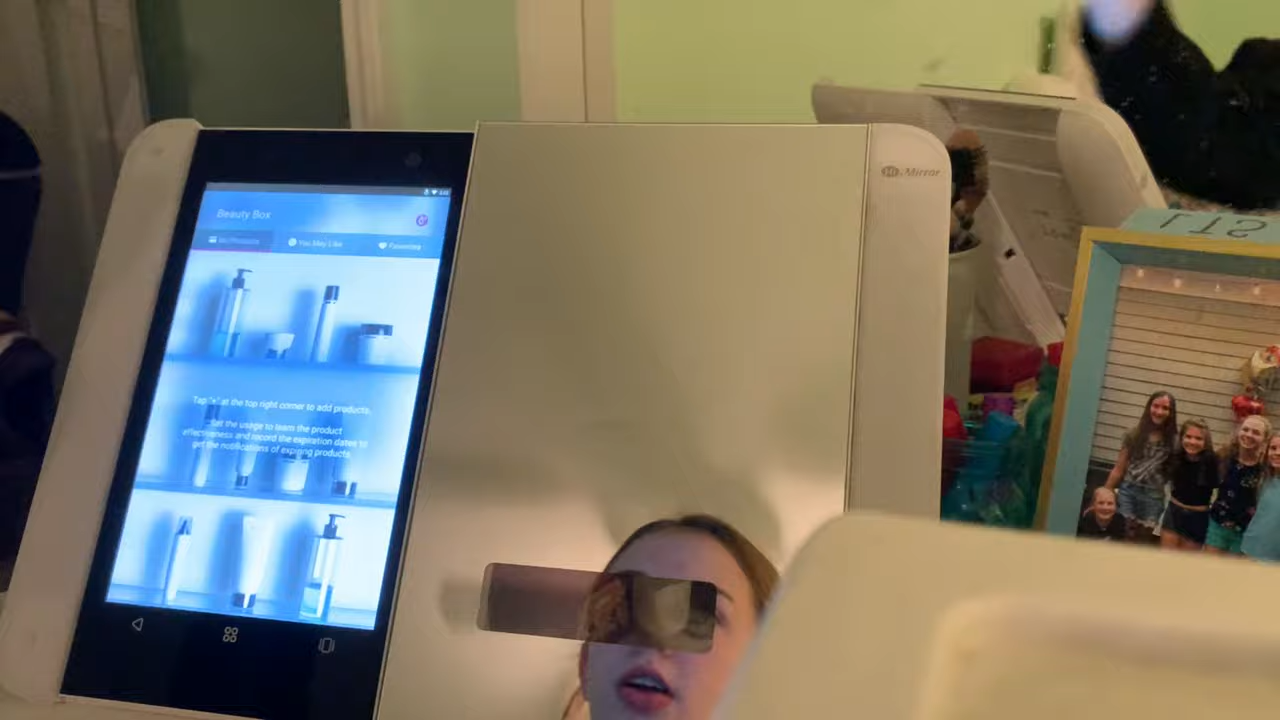 Beauty Box
My Products
You May Like
Favorites
Tap "+" at the top right corner to add products.
Set the usage to learn the product
effectiveness and record the expiration dates to
get the notifications of expiring products
Hi Mirror
LTS